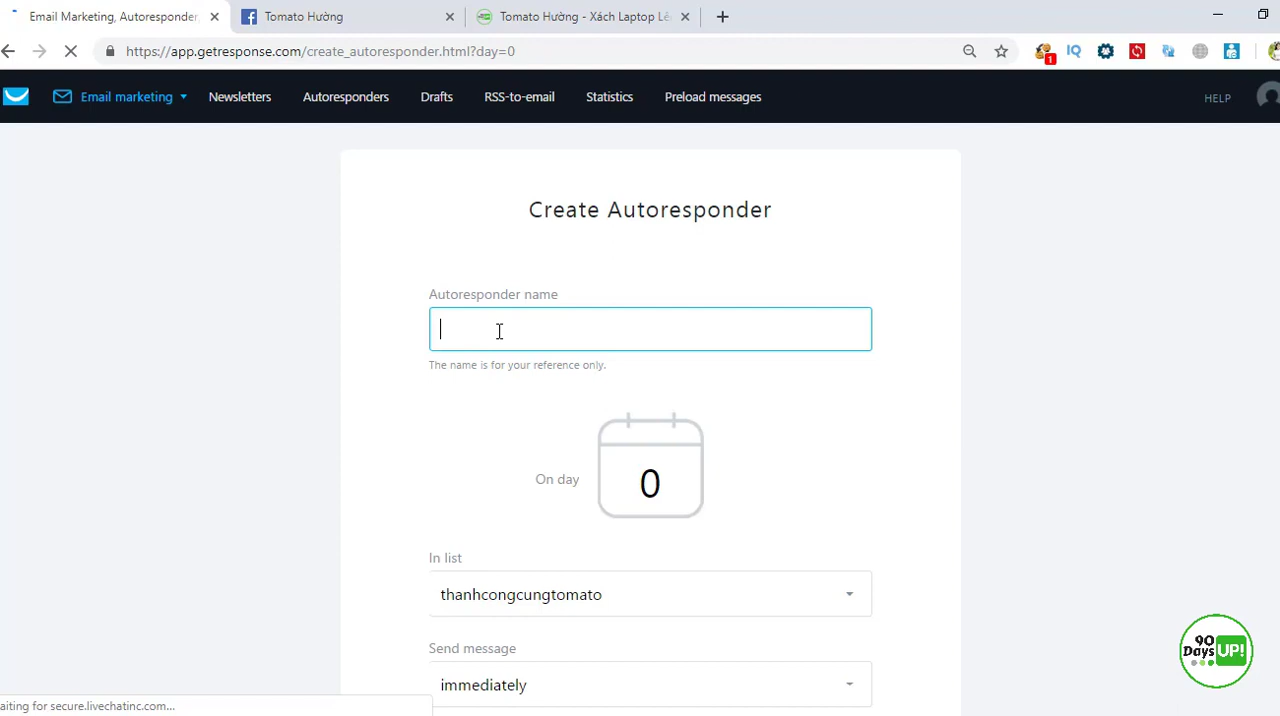 Email Marketing, Autoresponder,
Tomato Hường
Tomato Hường - Xách Laptop Lê
https://app.getresponse.com/create_autoresponder.html?day=0
1
IQ
Email marketing
Newsletters
Autoresponders
Drafts
RSS-to-email
Statistics
Preload messages
HELP
Create Autoresponder
Autoresponder name
The name is for your reference only.
On day
0
In list
thanhcongcungtomato
Send message
immediately
90
Days UP!
aiting for secure.livechatinc.com...